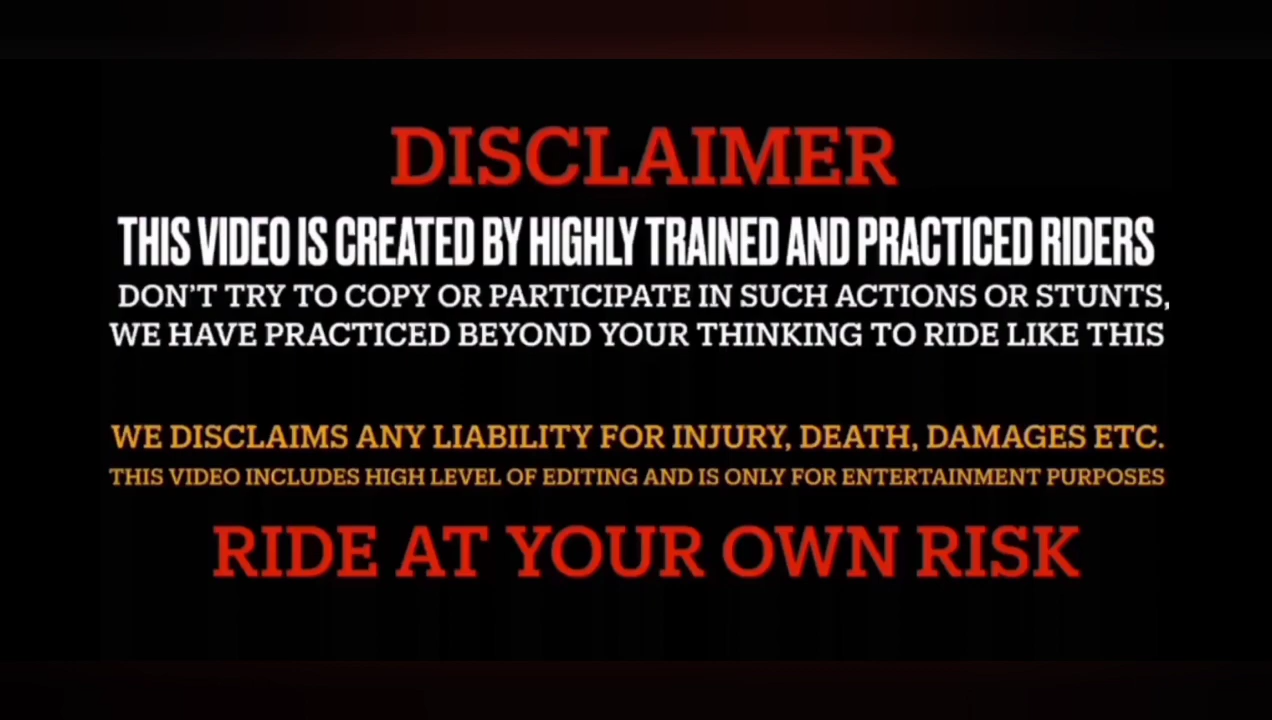 DISCLAIMER
THIS VIDEO IS CREATED BY HIGHLY TRAINED AND PRACTICED RIDERS
DON'T TRY TO COPY OR PARTICIPATE IN SUCH ACTIONS OR STUNTS,
WE HAVE PRACTICED BEYOND YOUR THINKING TO RIDE LIKE THIS
WE DISCLAIMS ANY LIABILITY FOR INJURY, DEATH, DAMAGES ETC.
THIS VIDEO INCLUDES HIGH LEVEL OF EDITING AND IS ONLY FOR ENTERTAINMENT PURPOSES
RIDE AT YOUR OWN RISK